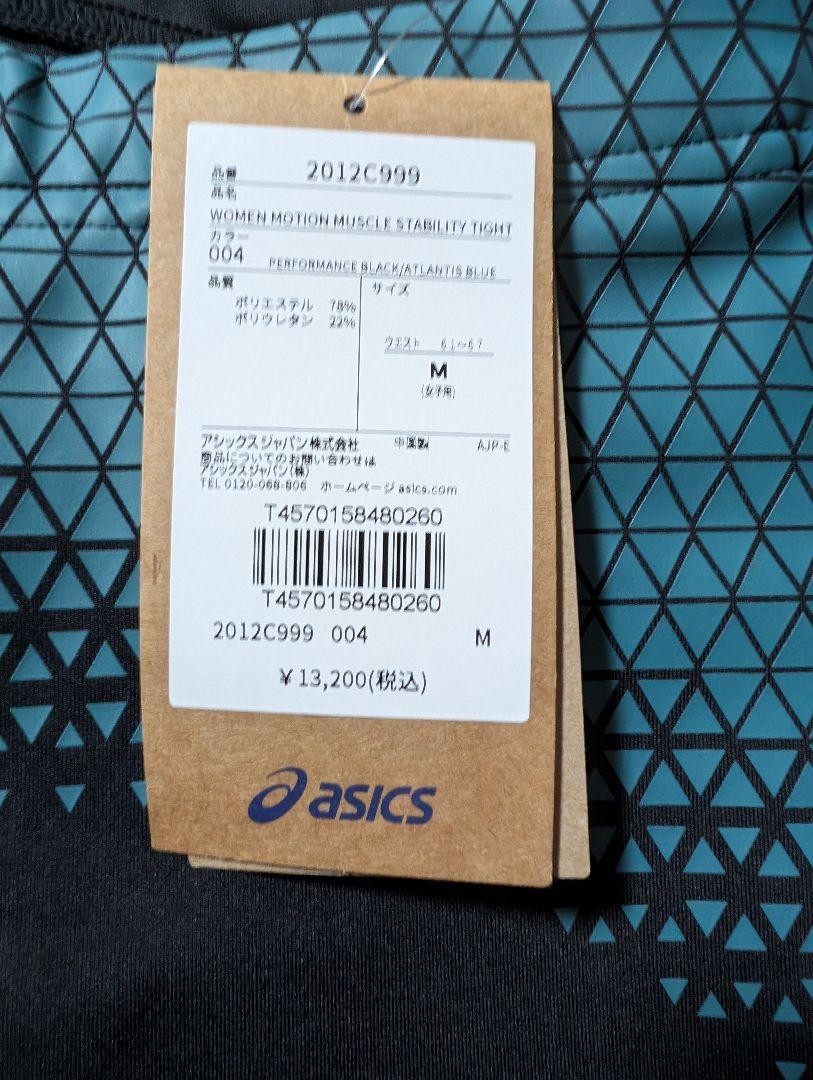 品番 2012C999
品名
WOMEN MOTION MUSCLE STABILITY TIGHT
カラー
004 PERFORMANCE BLACK/ATLANTIS BLUE
品質
ポリエステル 78%
ポリウレタン 22%
サイズ
ウエスト 61~67
M
(女子用)
アシックスジャパン株式会社 中国製 AJP-E
商品についてのお問い合わせは
アシックスジャパン(株)
TEL 0120-068-806 ホームページ asics.com
T4570158480260
T4570158480260
2012C999 004 M
¥13,200(税込)
asics